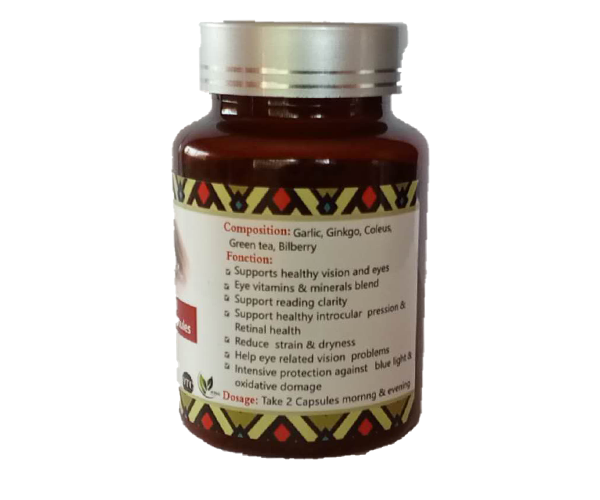 Composition: Garlic, Ginkgo, Coleus,
Green tea, Bilberry
Fonction:
Supports healthy vision and eyes
Eye vitamins & minerals blend
Support reading clarity
Support healthy introcular pression &
Retinal health
Reduce strain & dryness
Help eye related vision problems
Intensive protection against blue light &
oxidative domage
Dosage: Take 2 Capsules mornng & evening